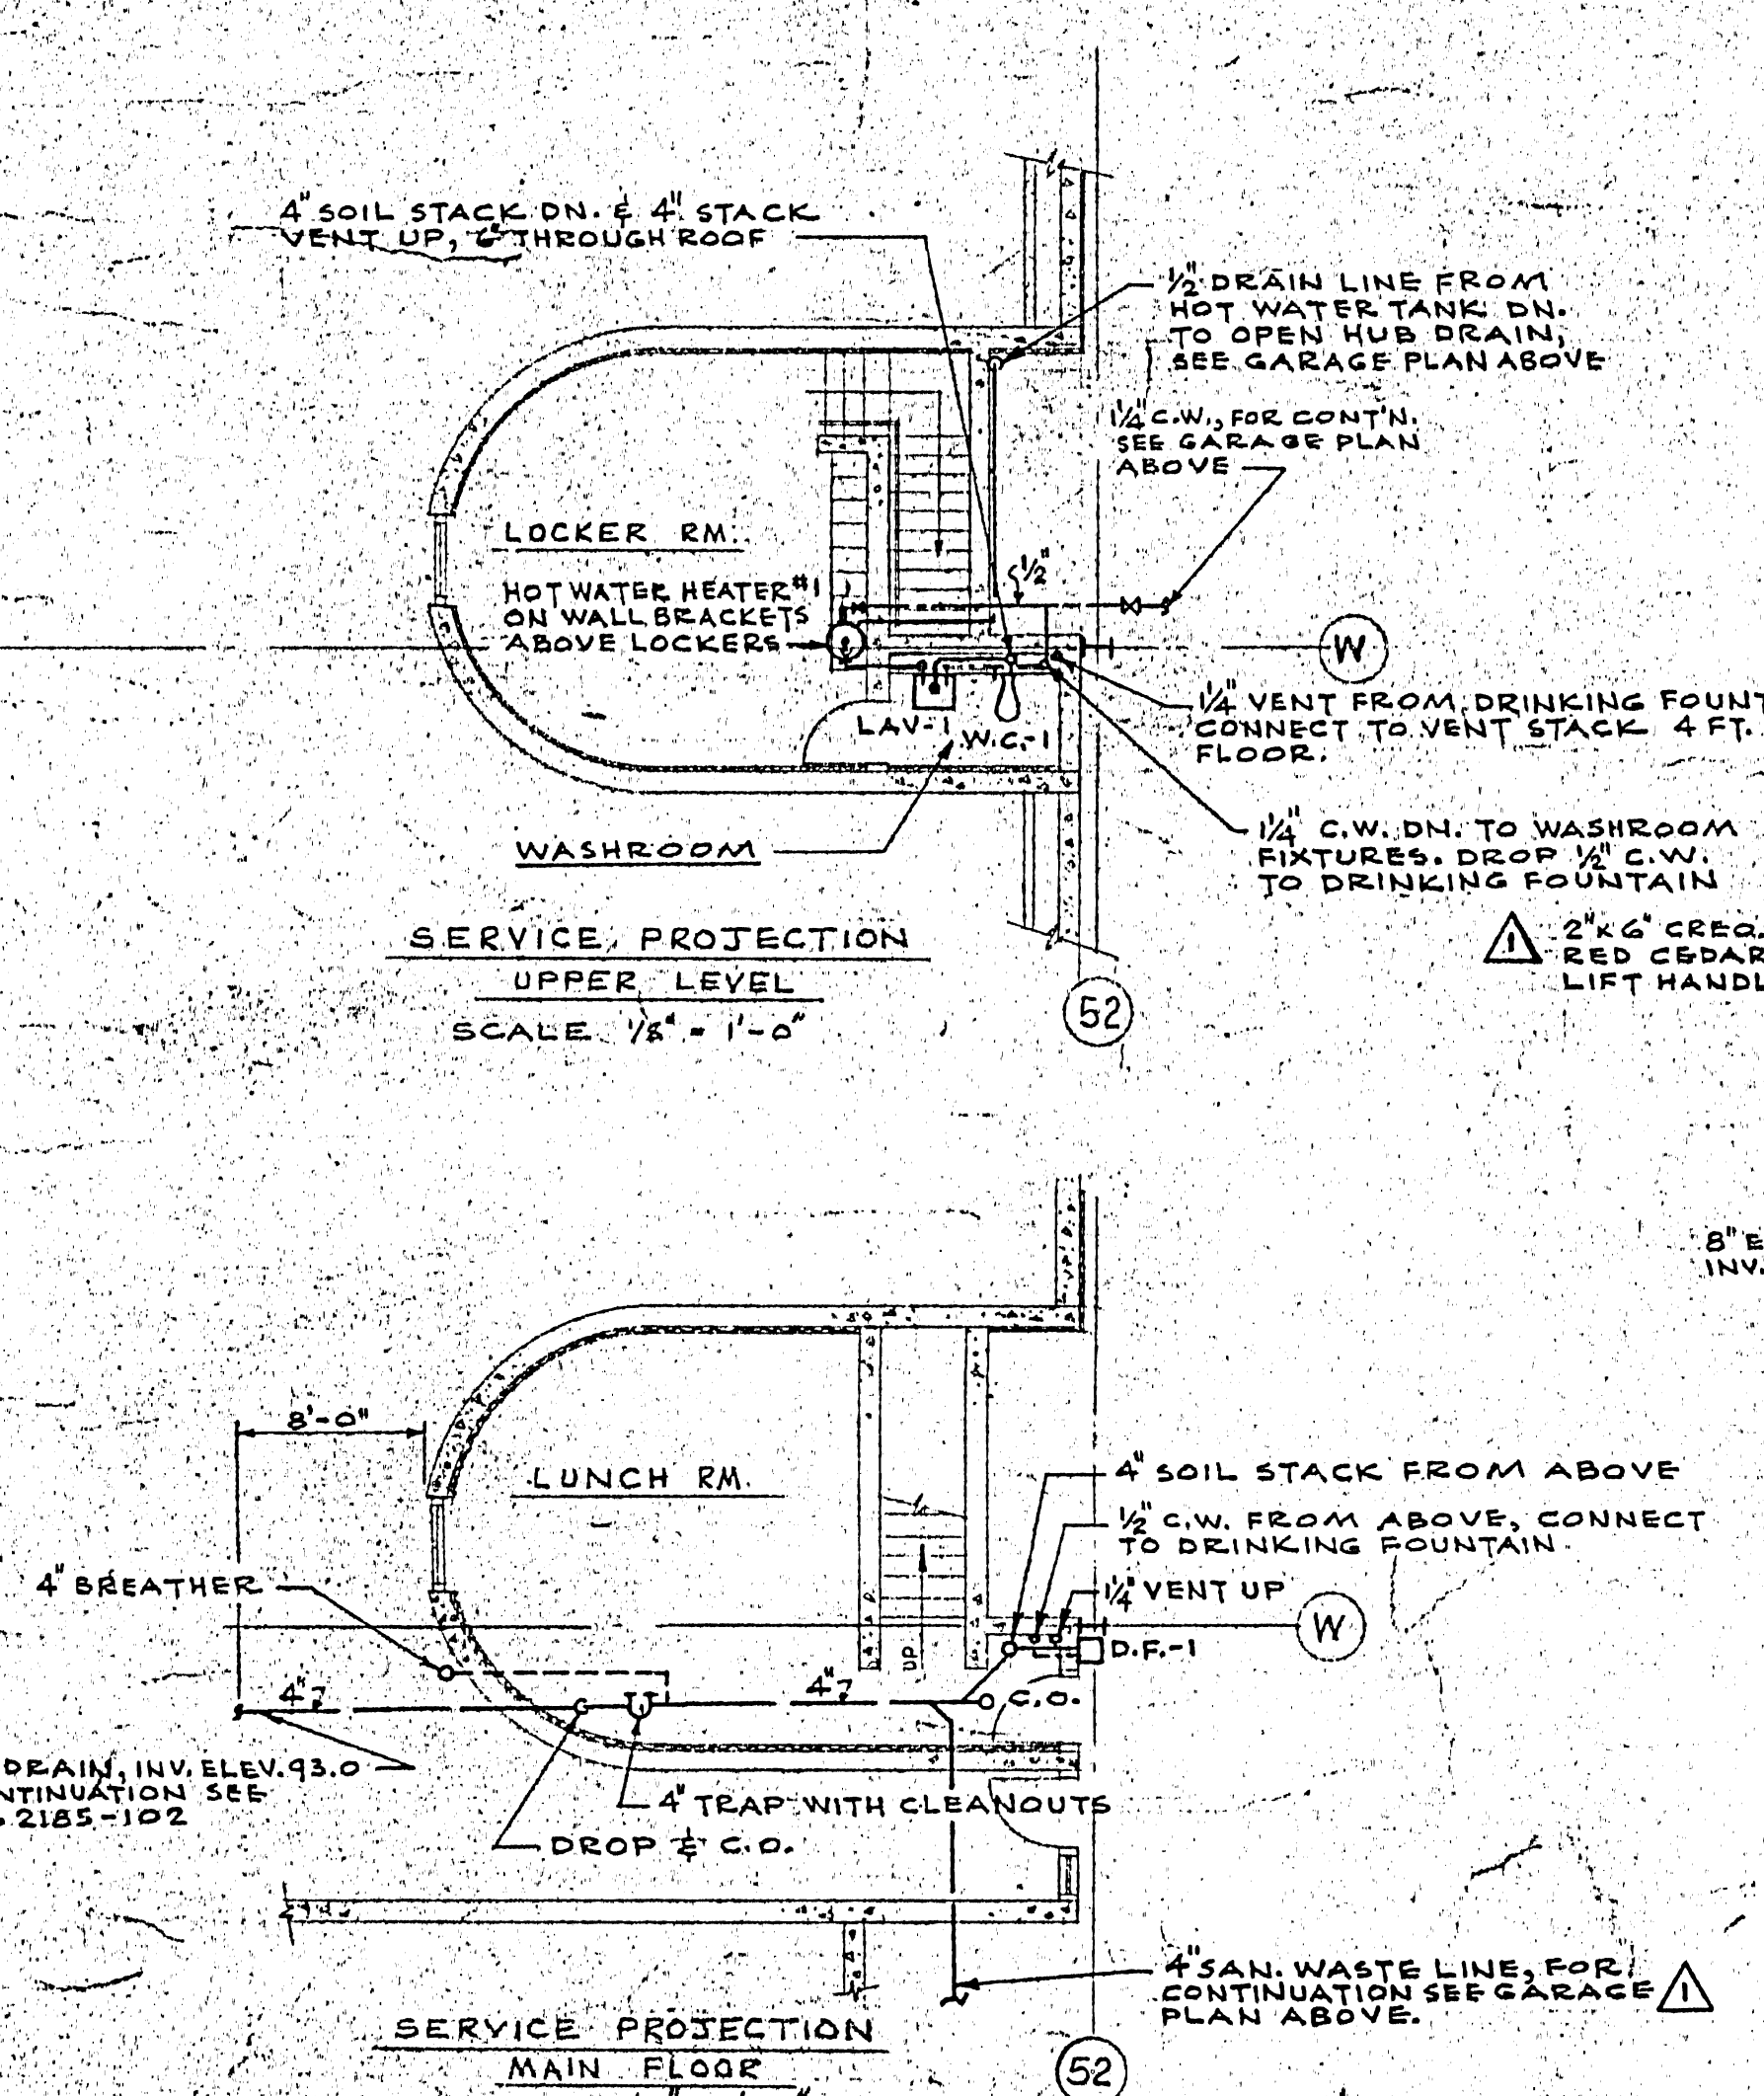 4" SOIL STACK DN. & 4" STACK
VENT UP, 6" THROUGH ROOF
1/2" DRAIN LINE FROM
HOT WATER TANK DN.
TO OPEN HUB DRAIN,
SEE GARAGE PLAN ABOVE
1 1/4" C.W., FOR CONT'N.
SEE GARAGE PLAN
ABOVE
LOCKER RM.
HOT WATER HEATER #1
ON WALL BRACKETS
ABOVE LOCKERS
1/2"
W
1 1/4" VENT FROM DRINKING FOUNT
CONNECT TO VENT STACK 4 FT.
FLOOR.
LAV-1
W.C.-1
WASHROOM
1 1/4" C.W. DN. TO WASHROOM
FIXTURES. DROP 1/2" C.W.
TO DRINKING FOUNTAIN
1
2" X 6" CREO.
RED CEDAR
LIFT HANDL
SERVICE PROJECTION
UPPER LEVEL
SCALE 1/8" = 1'-0"
52
8" E
INV.
8'-0"
LUNCH RM.
4" SOIL STACK FROM ABOVE
1/2" C.W. FROM ABOVE, CONNECT
TO DRINKING FOUNTAIN
4" BREATHER
1 1/4" VENT UP
W
UP
D.F.-1
4"
4"
C.O.
DRAIN, INV. ELEV. 93.0
NTINUATION SEE
. 2185-102
4" TRAP WITH CLEANOUTS
DROP & C.O.
4" SAN. WASTE LINE, FOR
CONTINUATION SEE GARAGE
PLAN ABOVE.
1
SERVICE PROJECTION
MAIN FLOOR
52